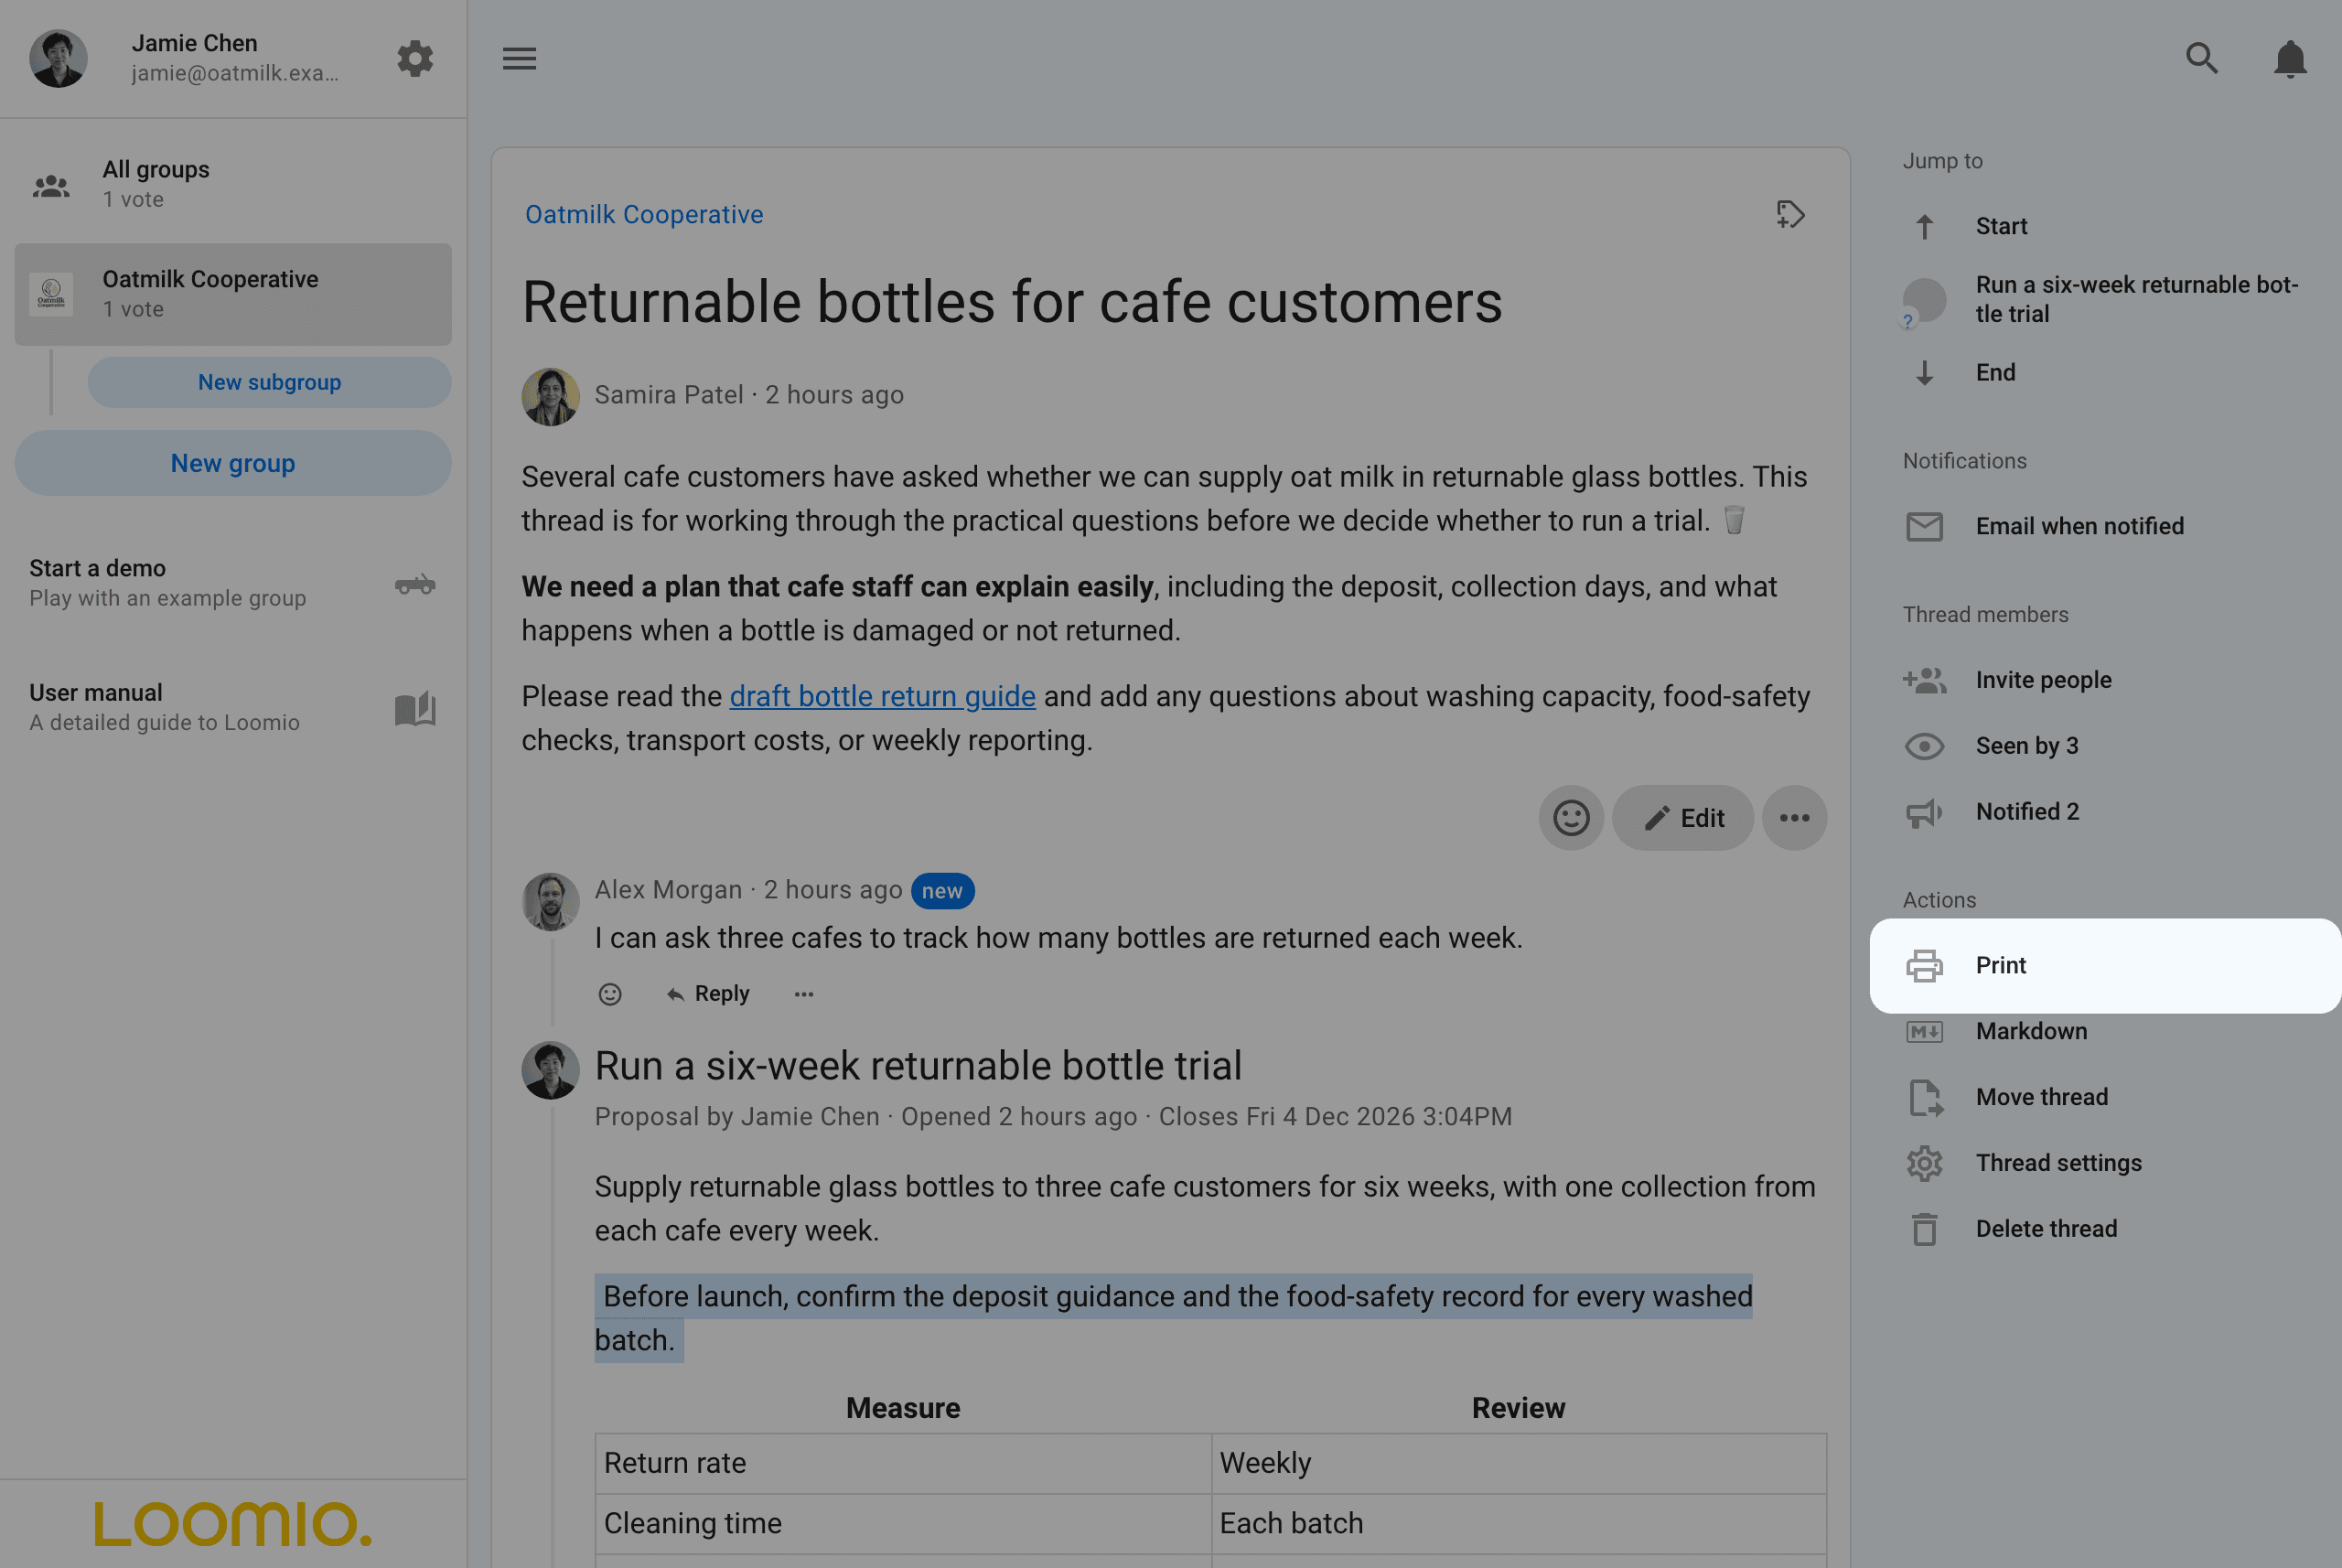 Jamie Chen
jamie@oatmilk.exa...
All groups
1 vote
Oatmilk Cooperative
1 vote
New subgroup
New group
Start a demo
Play with an example group
User manual
A detailed guide to Loomio
LOOMIO.
Oatmilk Cooperative
Returnable bottles for cafe customers
Samira Patel · 2 hours ago
Several cafe customers have asked whether we can supply oat milk in returnable glass bottles. This
thread is for working through the practical questions before we decide whether to run a trial. 🥛
We need a plan that cafe staff can explain easily, including the deposit, collection days, and what
happens when a bottle is damaged or not returned.
Please read the draft bottle return guide and add any questions about washing capacity, food-safety
checks, transport costs, or weekly reporting.
Edit
Alex Morgan · 2 hours ago new
I can ask three cafes to track how many bottles are returned each week.
Reply
Run a six-week returnable bottle trial
Proposal by Jamie Chen · Opened 2 hours ago · Closes Fri 4 Dec 2026 3:04PM
Supply returnable glass bottles to three cafe customers for six weeks, with one collection from
each cafe every week.
Before launch, confirm the deposit guidance and the food-safety record for every washed
batch.
Measure Review
Return rate Weekly
Cleaning time Each batch
Jump to
Start
Run a six-week returnable bot-
tle trial
?
End
Notifications
Email when notified
Thread members
Invite people
Seen by 3
Notified 2
Actions
Print
Markdown
Move thread
Thread settings
Delete thread